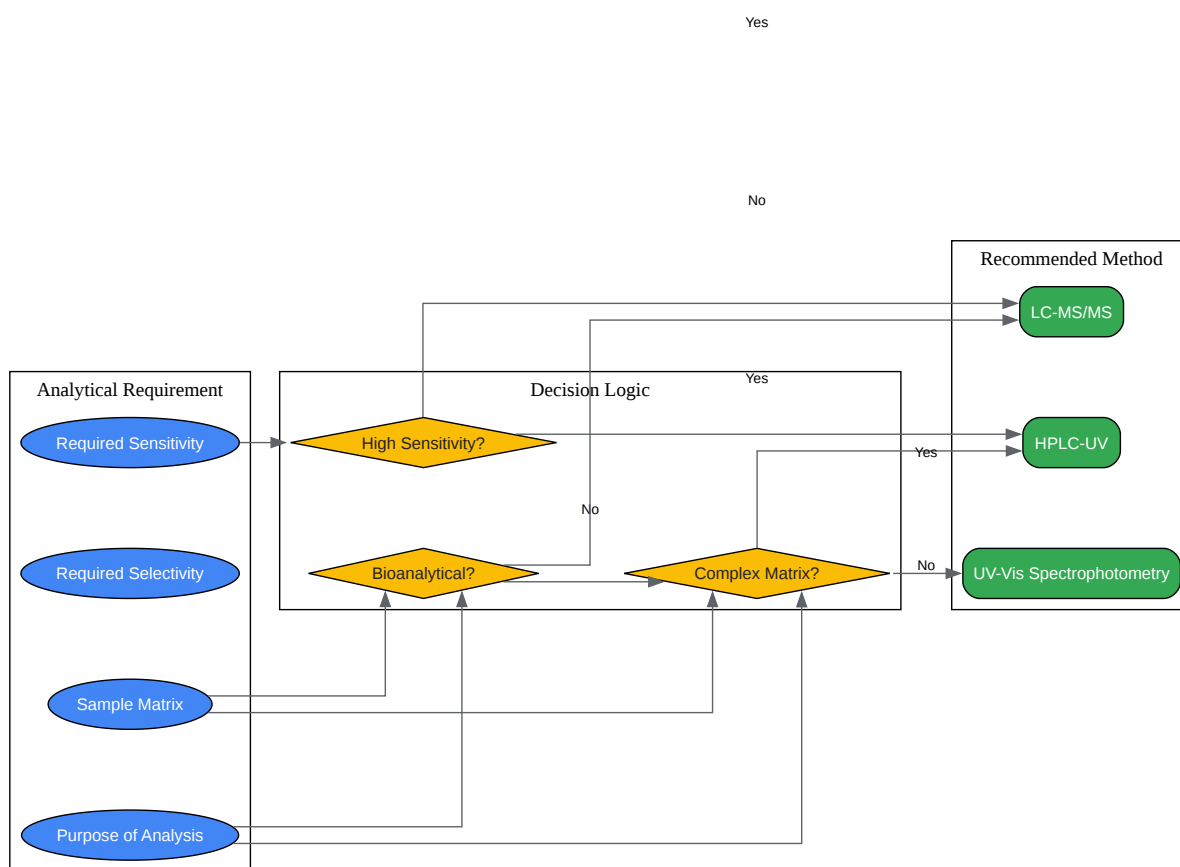 Yes
No
Recommended Method
LC-MS/MS
Analytical Requirement
Decision Logic
Yes
Required Sensitivity
High Sensitivity?
HPLC-UV
Yes
No
Required Selectivity
Bioanalytical?
Complex Matrix?
No
UV-Vis Spectrophotometry
Sample Matrix
Purpose of Analysis